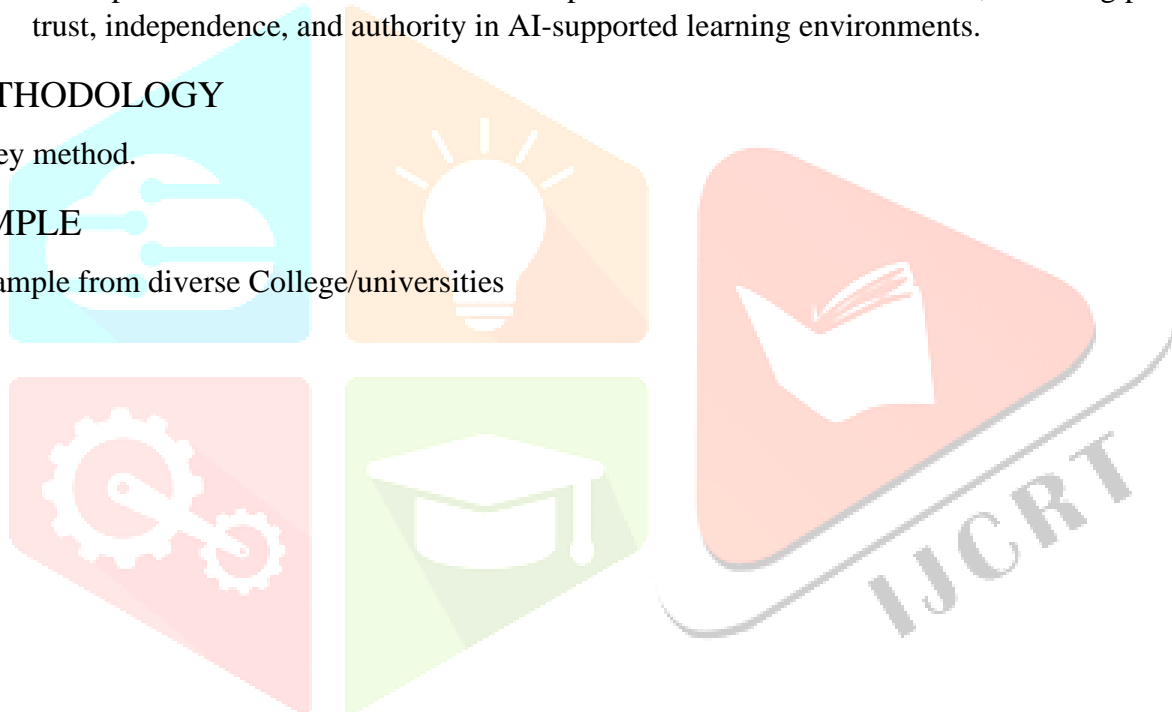 trust, independence, and authority in AI-supported learning environments.
THODOLOGY
ey method.
MPLE
ample from diverse College/universities
IJCRT